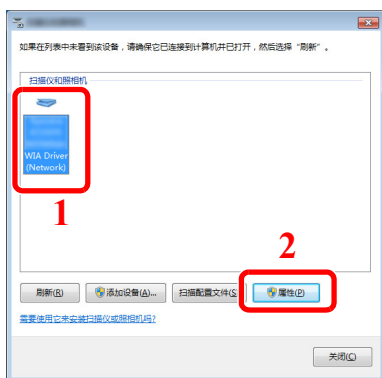 如果在列表中未看到该设备，请确保它已连接到计算机并已打开，然后选择“刷新”。
扫描仪和照相机
WIA Driver
(Network)
1
2
刷新(R)
添加设备(A)...
扫描配置文件(S
属性(P)
需要使用它来安装扫描仪或照相机吗?
关闭(C)